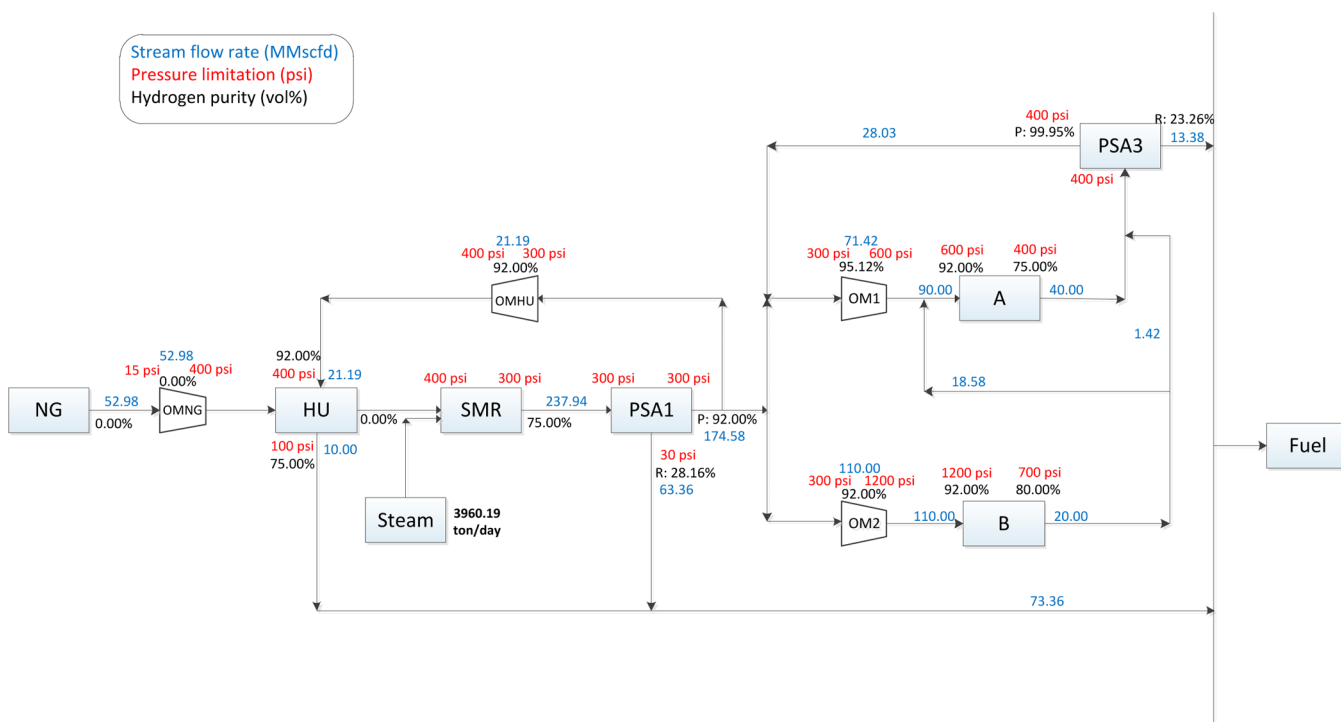 Stream flow rate (MMscfd)
Pressure limitation (psi)
Hydrogen purity (vol%)
400 psi
R: 23.26%
28.03
P: 99.95%
PSA3
13.38
400 psi
21.19
400 psi 300 psi
92.00%
OMHU
71.42
300 psi 600 psi
95.12%
OM1
600 psi 400 psi
92.00% 75.00%
90.00
A
40.00
1.42
18.58
52.98
15 psi 400 psi
0.00%
NG
52.98
0.00%
OMNG
92.00%
400 psi
21.19
HU
0.00%
100 psi
10.00
75.00%
400 psi 300 psi
SMR
237.94
75.00%
300 psi 300 psi
PSA1
P: 92.00%
174.58
30 psi
R: 28.16%
63.36
Fuel
Steam
3960.19
ton/day
110.00
300 psi 1200 psi
92.00%
OM2
1200 psi 700 psi
92.00% 80.00%
110.00
B
20.00
73.36